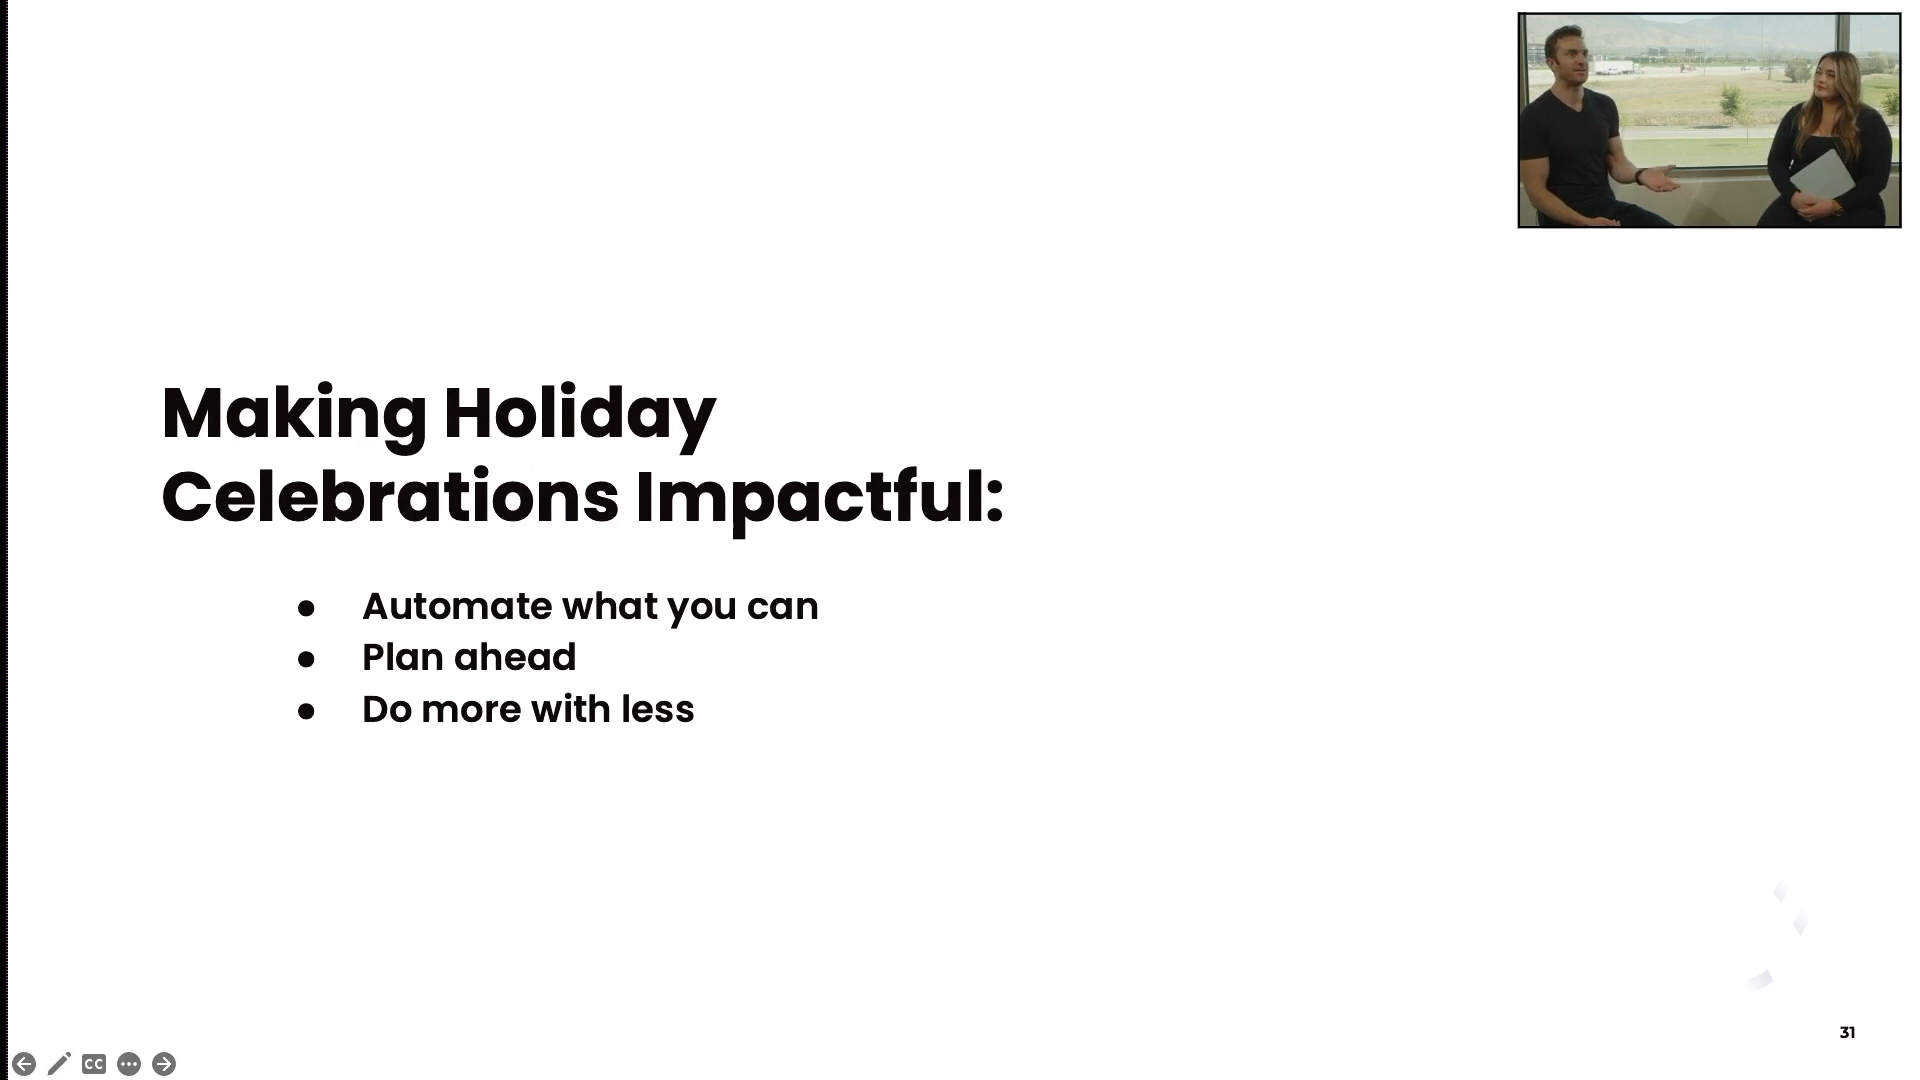 Making Holiday
Celebrations Impactful:
● Automate what you can
● Plan ahead
● Do more with less
31
CC